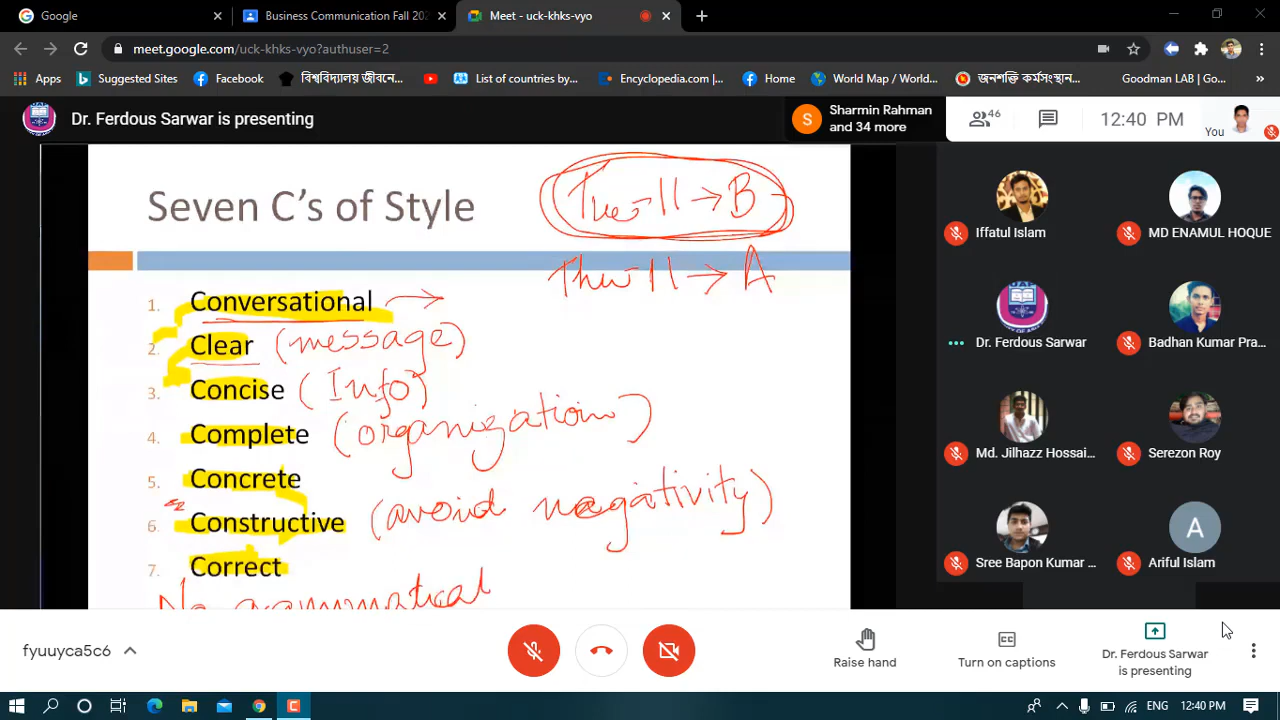 Google
Business Communication Fall 202
Meet - uck-khks-vyo
meet.google.com/uck-khks-vyo?authuser=2
Apps
Suggested Sites
Facebook
বিশ্ববিদ্যালয় জীবনে...
List of countries by...
Encyclopedia.com |...
Home
World Map / World...
জনশক্তি কর্মসংস্থান...
Goodman LAB | Go...
»
Dr. Ferdous Sarwar is presenting
S
Sharmin Rahman
and 34 more
46
12:40 PM
You
Seven C's of Style
11 → B
11 → A
1. Conversational →
2. Clear (message)
3. Concise (Info)
4. Complete (organization)
5. Concrete
6. Constructive (avoid negativity)
7. Correct
No grammatical
Iffatul Islam
MD ENAMUL HOQUE
Dr. Ferdous Sarwar
Badhan Kumar Pra...
Md. Jilhazz Hossai...
Serezon Roy
A
Sree Bapon Kumar ...
Ariful Islam
fyuuyca5c6
Raise hand
Turn on captions
Dr. Ferdous Sarwar
is presenting
ENG
12:40 PM